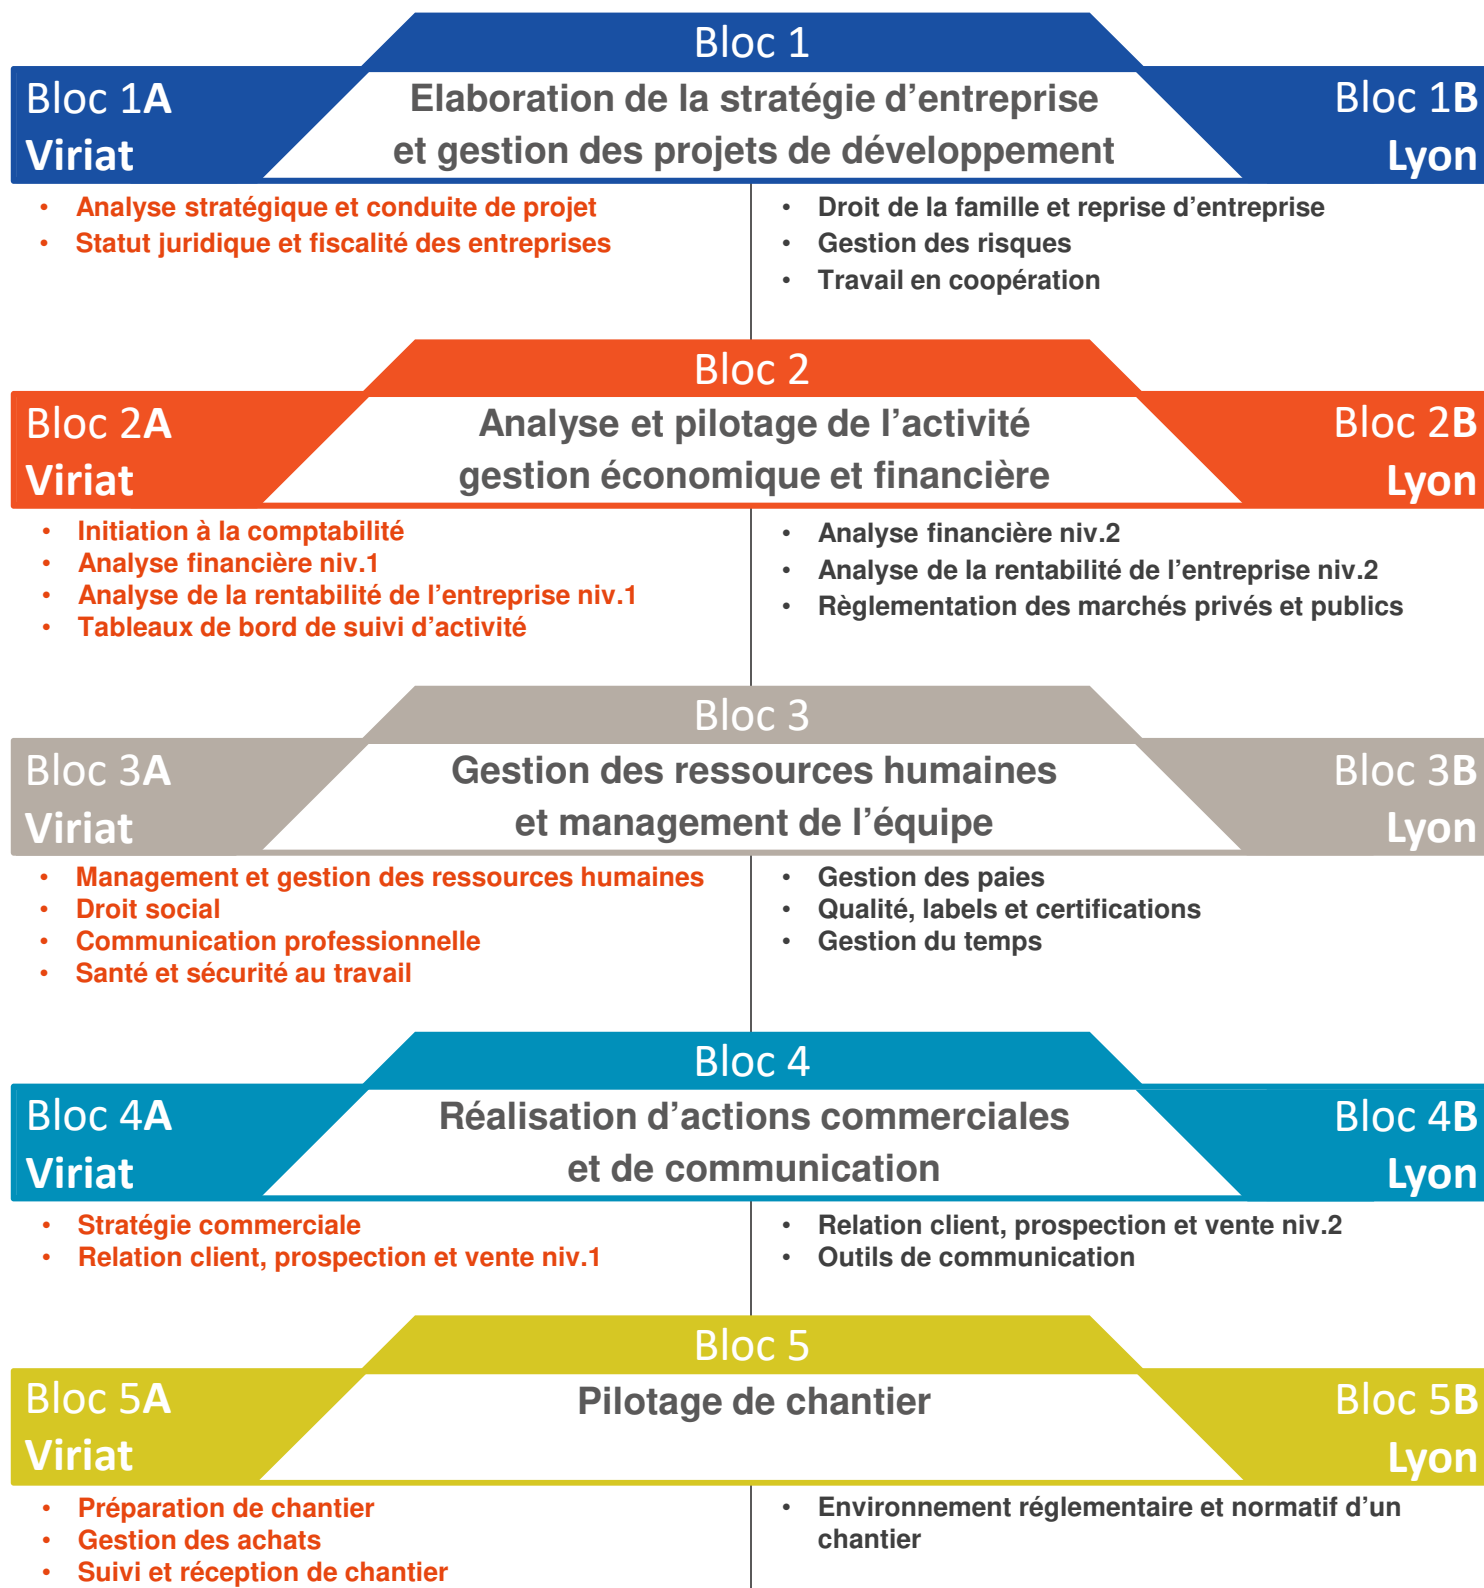 Bloc 1
Bloc 1A
Viriat
Elaboration de la stratégie d’entreprise
et gestion des projets de développement
Bloc 1B
Lyon
• Analyse stratégique et conduite de projet
• Statut juridique et fiscalité des entreprises
• Droit de la famille et reprise d’entreprise
• Gestion des risques
• Travail en coopération
Bloc 2
Bloc 2A
Viriat
Analyse et pilotage de l’activité
gestion économique et financière
Bloc 2B
Lyon
• Initiation à la comptabilité
• Analyse financière niv.1
• Analyse de la rentabilité de l’entreprise niv.1
• Tableaux de bord de suivi d’activité
• Analyse financière niv.2
• Analyse de la rentabilité de l’entreprise niv.2
• Règlementation des marchés privés et publics
Bloc 3
Bloc 3A
Viriat
Gestion des ressources humaines
et management de l’équipe
Bloc 3B
Lyon
• Management et gestion des ressources humaines
• Droit social
• Communication professionnelle
• Santé et sécurité au travail
• Gestion des paies
• Qualité, labels et certifications
• Gestion du temps
Bloc 4
Bloc 4A
Viriat
Réalisation d’actions commerciales
et de communication
Bloc 4B
Lyon
• Stratégie commerciale
• Relation client, prospection et vente niv.1
• Relation client, prospection et vente niv.2
• Outils de communication
Bloc 5
Bloc 5A
Viriat
Pilotage de chantier
Bloc 5B
Lyon
• Préparation de chantier
• Gestion des achats
• Suivi et réception de chantier
• Environnement réglementaire et normatif d’un
chantier